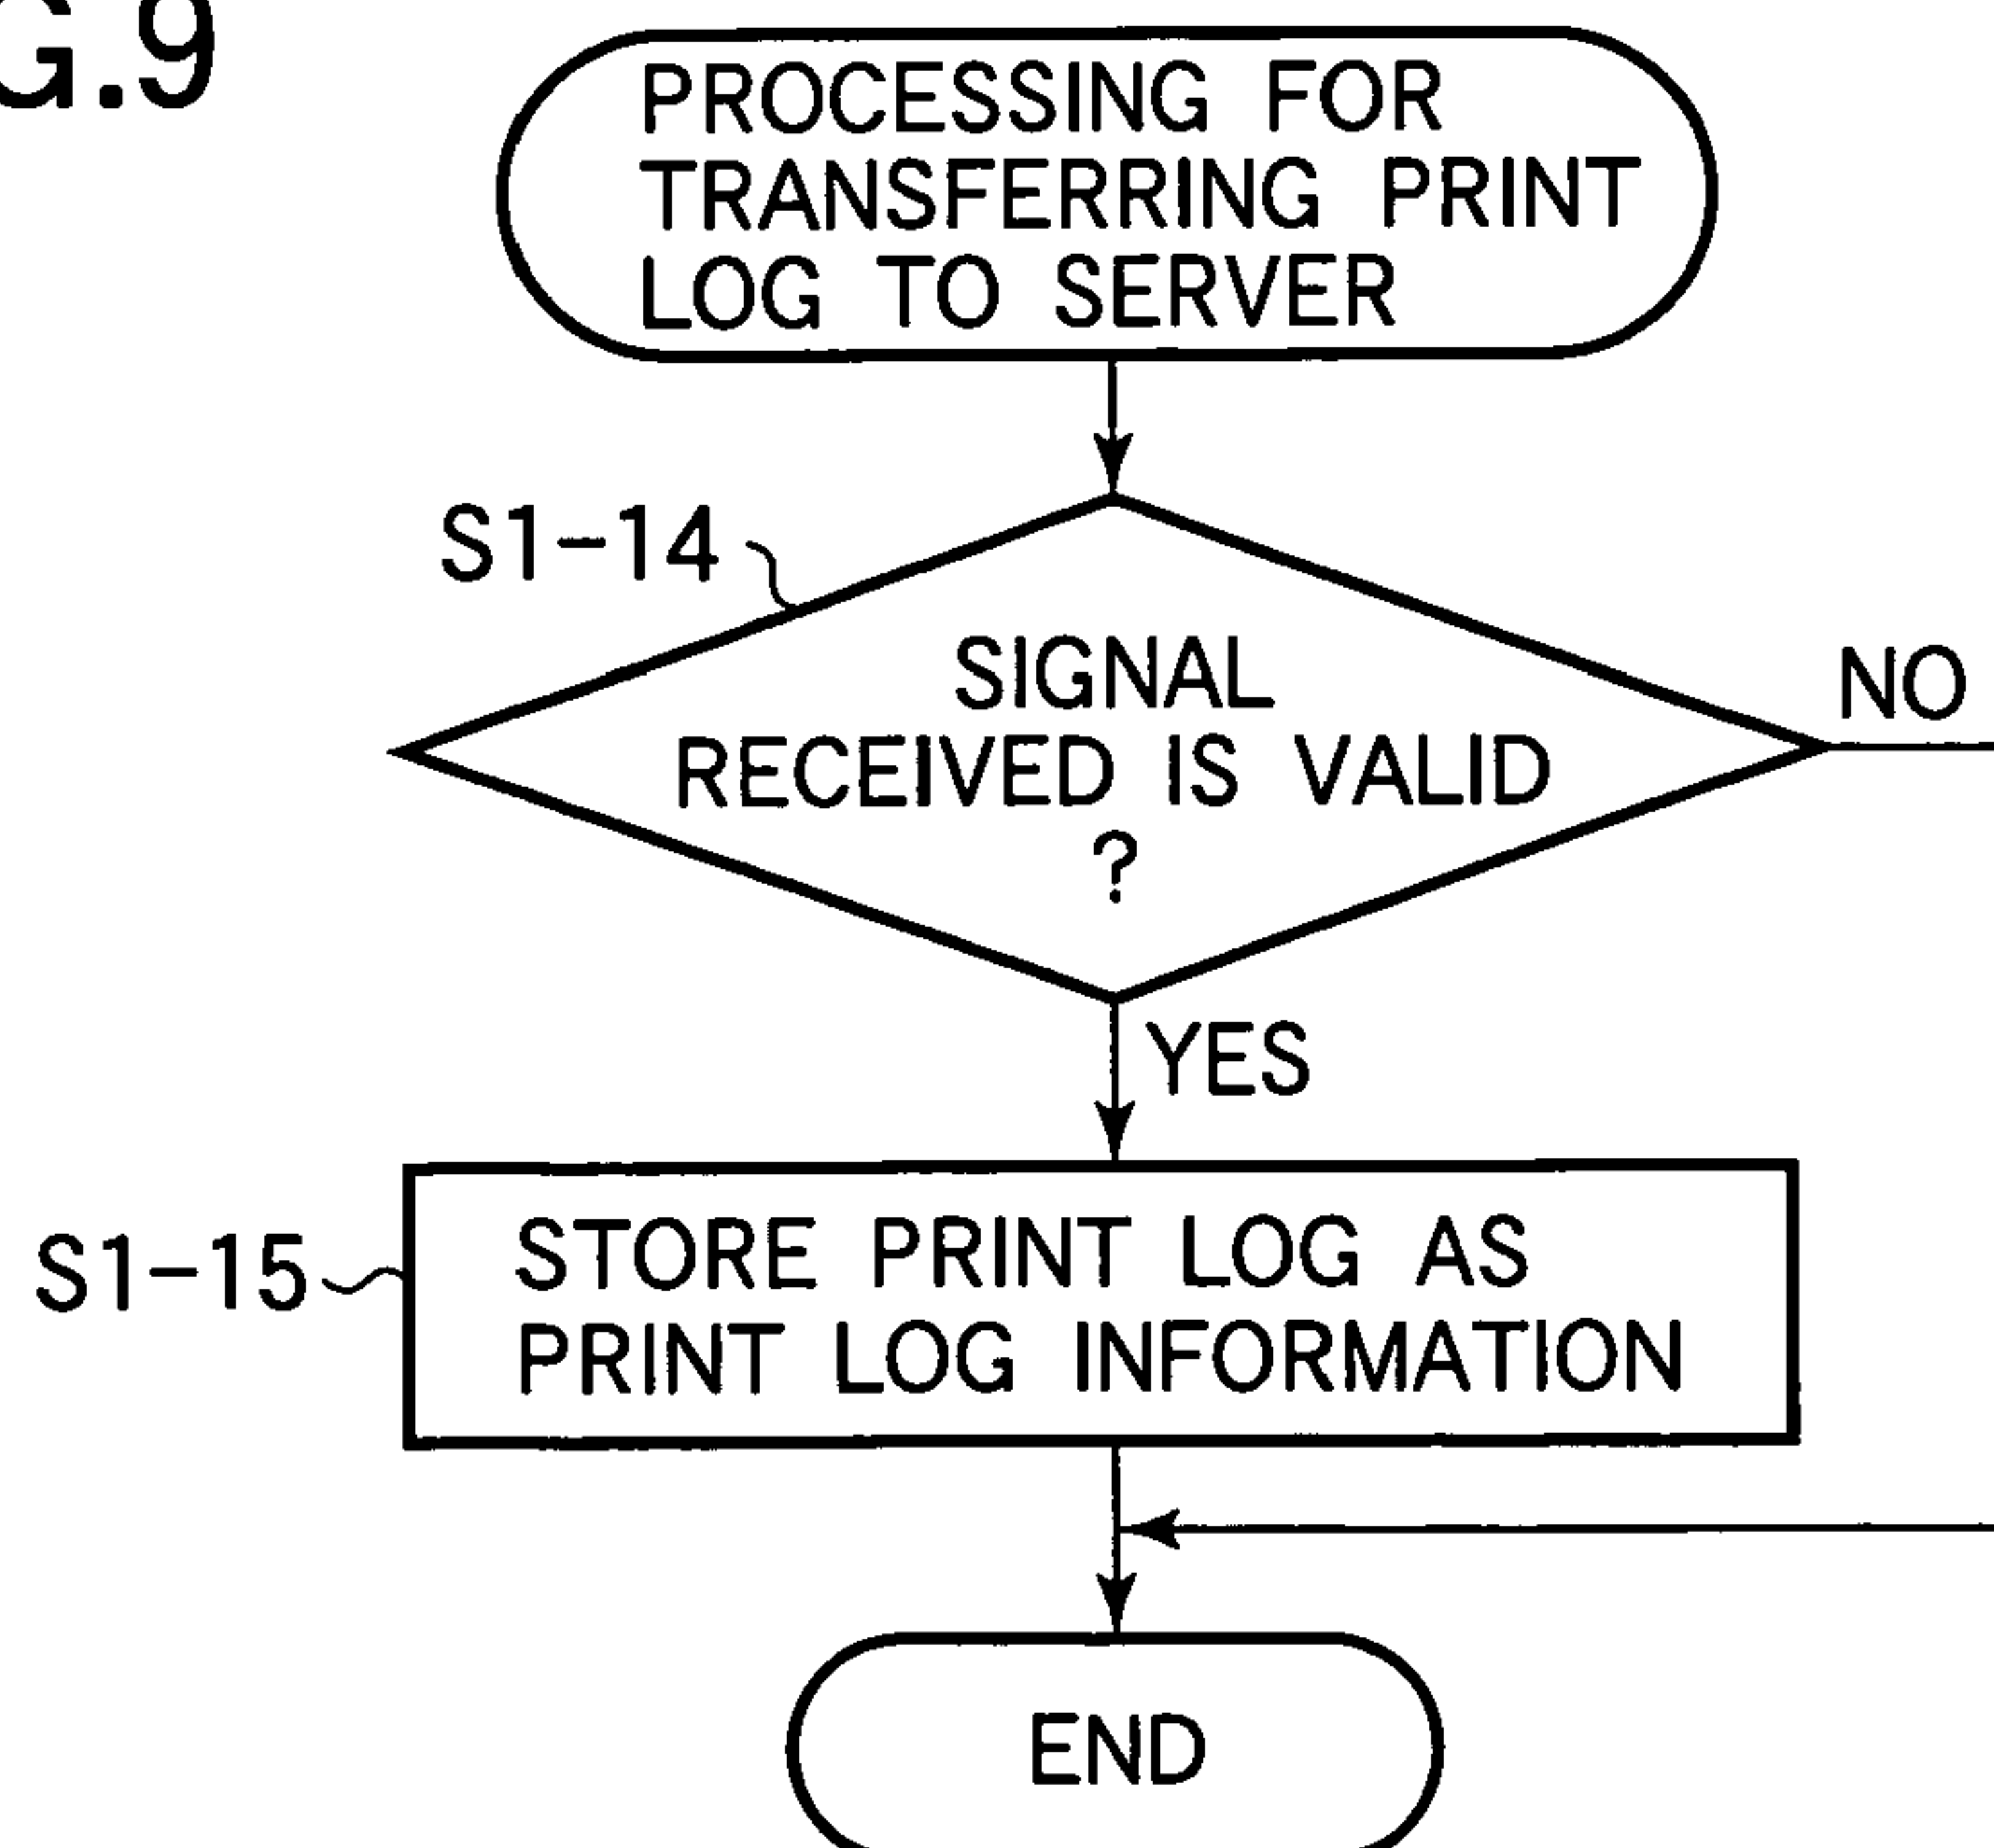 G.9
PROCESSING FOR
TRANSFERRING PRINT
LOG TO SERVER
S1-14
SIGNAL
RECEIVED IS VALID
?
NO
YES
S1-15
STORE PRINT LOG AS
PRINT LOG INFORMATION
END